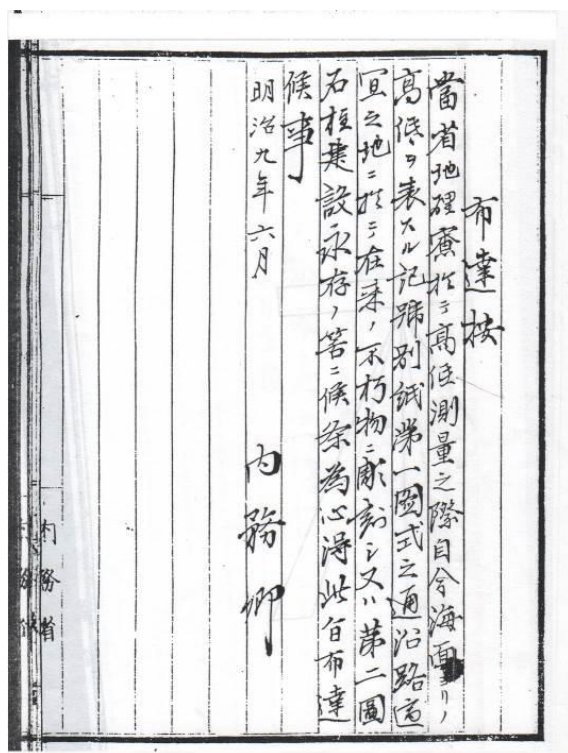 布達按
當省地理寮於テ高低測量之際自今海面ヨリノ
高低ヲ表スル記号別紙第一圖式之通沿路適
宜之地ニ於テ在来ノ不朽物ニ彫刻シ又ハ第二圖
石柱建設永存ノ筈ニ候条為心得此旨布達
候事
明治九年六月
内務卿
内務省